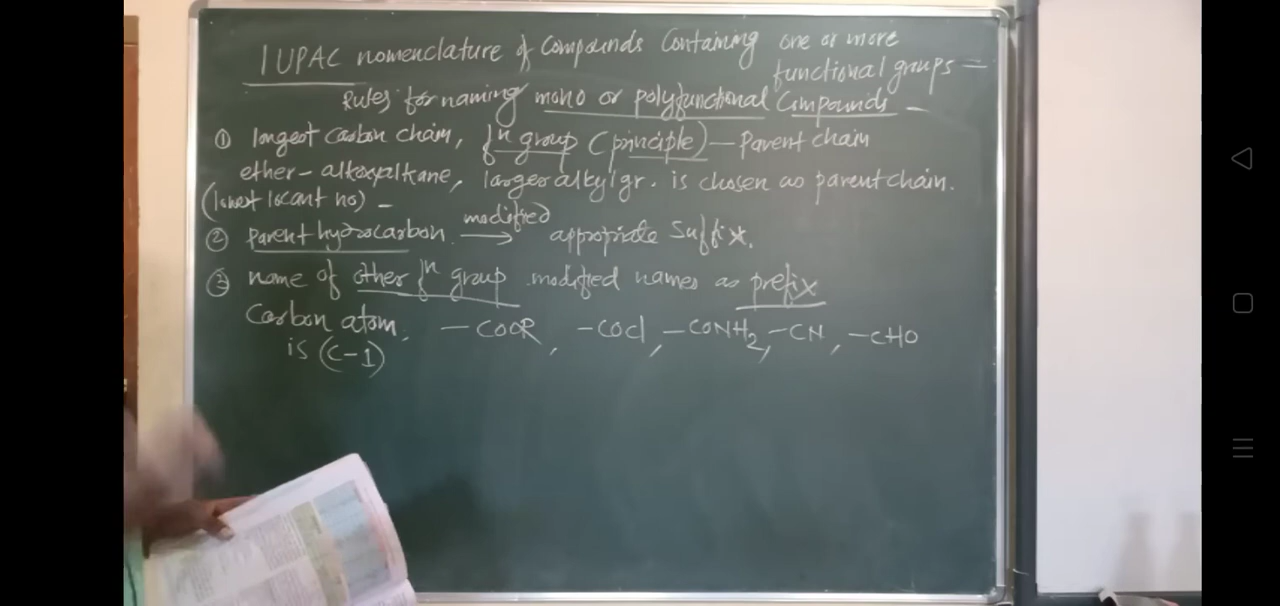 IUPAC nomenclature of Compounds Containing one or more
functional groups —
Rules for naming mono or polyfunctional Compounds —
① longest carbon chain, fⁿ group (principle) — Parent chain
ether - alkoxyalkane, larger alkyl gr. is chosen as parent chain.
(lowest locant no) -
② Parent hydrocarbon modified → appropriate Suffix.
③ name of other fⁿ group modified names as prefix
Carbon atom, — COOR, — COCl, — CONH₂, — CN, — CHO
is (C-1)